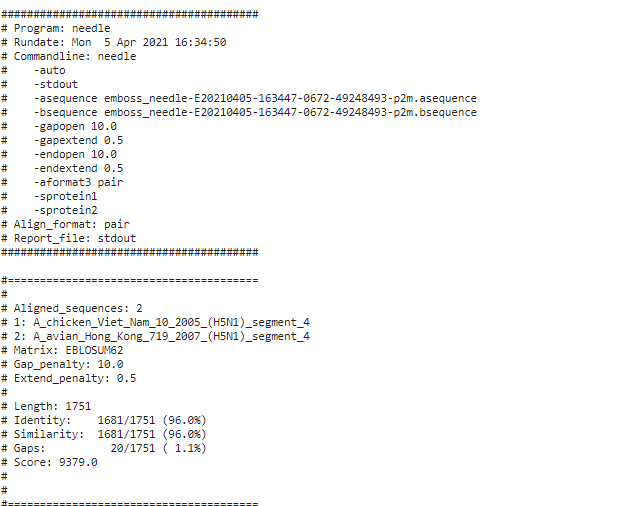 ########################################
# Program: needle
# Rundate: Mon  5 Apr 2021 16:34:50
# Commandline: needle
#    -auto
#    -stdout
#    -asequence emboss_needle-E20210405-163447-0672-49248493-p2m.asequence
#    -bsequence emboss_needle-E20210405-163447-0672-49248493-p2m.bsequence
#    -gapopen 10.0
#    -gapextend 0.5
#    -endopen 10.0
#    -endextend 0.5
#    -aformat3 pair
#    -sprotein1
#    -sprotein2
# Align_format: pair
# Report_file: stdout
########################################
#=======================================
#
# Aligned_sequences: 2
# 1: A_chicken_Viet_Nam_10_2005_(H5N1)_segment_4
# 2: A_avian_Hong_Kong_719_2007_(H5N1)_segment_4
# Matrix: EBLOSUM62
# Gap_penalty: 10.0
# Extend_penalty: 0.5
#
# Length: 1751
# Identity:    1681/1751 (96.0%)
# Similarity:  1681/1751 (96.0%)
# Gaps:          20/1751 ( 1.1%)
# Score: 9379.0
#
#
#=======================================